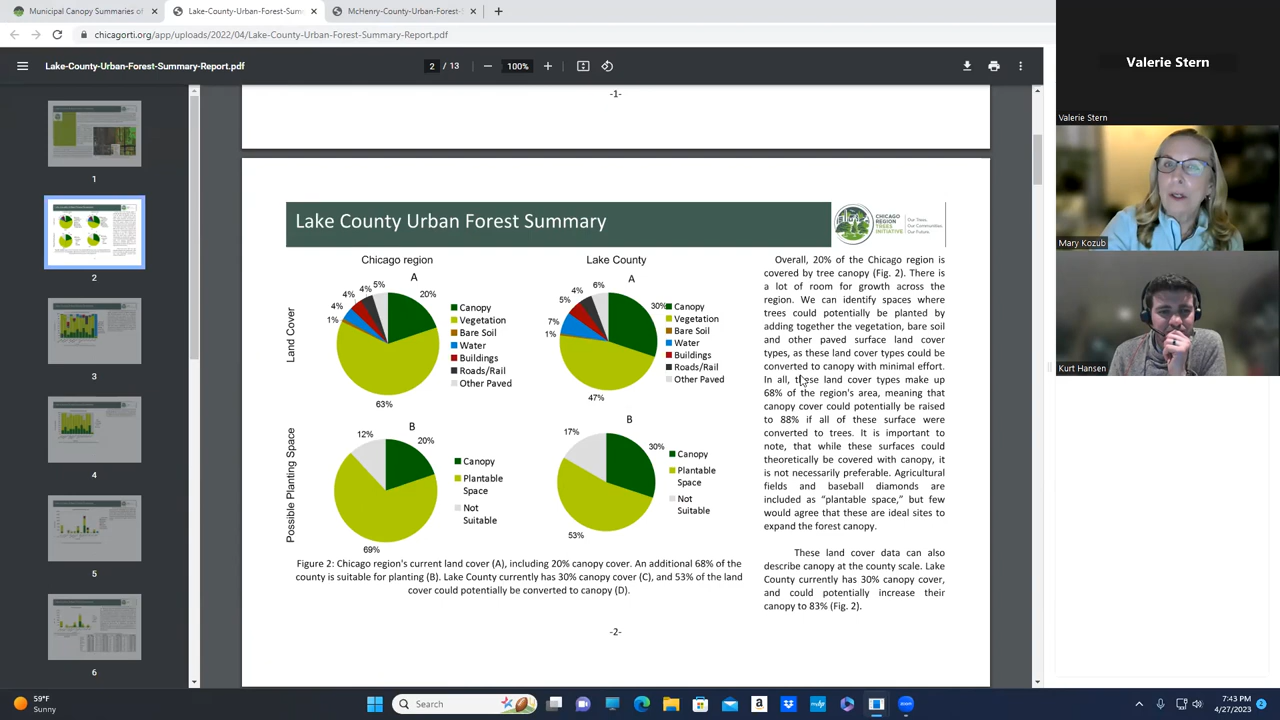 Municipal Canopy Summaries of
Lake-County-Urban-Forest-Summ
McHenry-County-Urban-Forest-S
chicagorti.org/app/uploads/2022/04/Lake-County-Urban-Forest-Summary-Report.pdf
Lake-County-Urban-Forest-Summary-Report.pdf
2 / 13
100%
1
2
3
4
5
6
-1-
Lake County Urban Forest Summary
CHICAGO
REGION
TREES
INITIATIVE
Our Trees.
Our Communities.
Our Future.
Chicago region
Lake County
Land Cover
A
4%
4%
4%
5%
20%
1%
63%
Canopy
Vegetation
Bare Soil
Water
Buildings
Roads/Rail
Other Paved
A
6%
4%
5%
7%
1%
30%
47%
Canopy
Vegetation
Bare Soil
Water
Buildings
Roads/Rail
Other Paved
Possible Planting Space
B
12%
20%
69%
Canopy
Plantable
Space
Not
Suitable
B
17%
30%
53%
Canopy
Plantable
Space
Not
Suitable
Figure 2: Chicago region's current land cover (A), including 20% canopy cover. An additional 68% of the
county is suitable for planting (B). Lake County currently has 30% canopy cover (C), and 53% of the land
cover could potentially be converted to canopy (D).
Overall, 20% of the Chicago region is
covered by tree canopy (Fig. 2). There is
a lot of room for growth across the
region. We can identify spaces where
trees could potentially be planted by
adding together the vegetation, bare soil
and other paved surface land cover
types, as these land cover types could be
converted to canopy with minimal effort.
In all, these land cover types make up
68% of the region's area, meaning that
canopy cover could potentially be raised
to 88% if all of these surface were
converted to trees. It is important to
note, that while these surfaces could
theoretically be covered with canopy, it
is not necessarily preferable. Agricultural
fields and baseball diamonds are
included as “plantable space,” but few
would agree that these are ideal sites to
expand the forest canopy.
These land cover data can also
describe canopy at the county scale. Lake
County currently has 30% canopy cover,
and could potentially increase their
canopy to 83% (Fig. 2).
-2-
Valerie Stern
Valerie Stern
Mary Kozub
Kurt Hansen
59°F
Sunny
Search
7:43 PM
4/27/2023